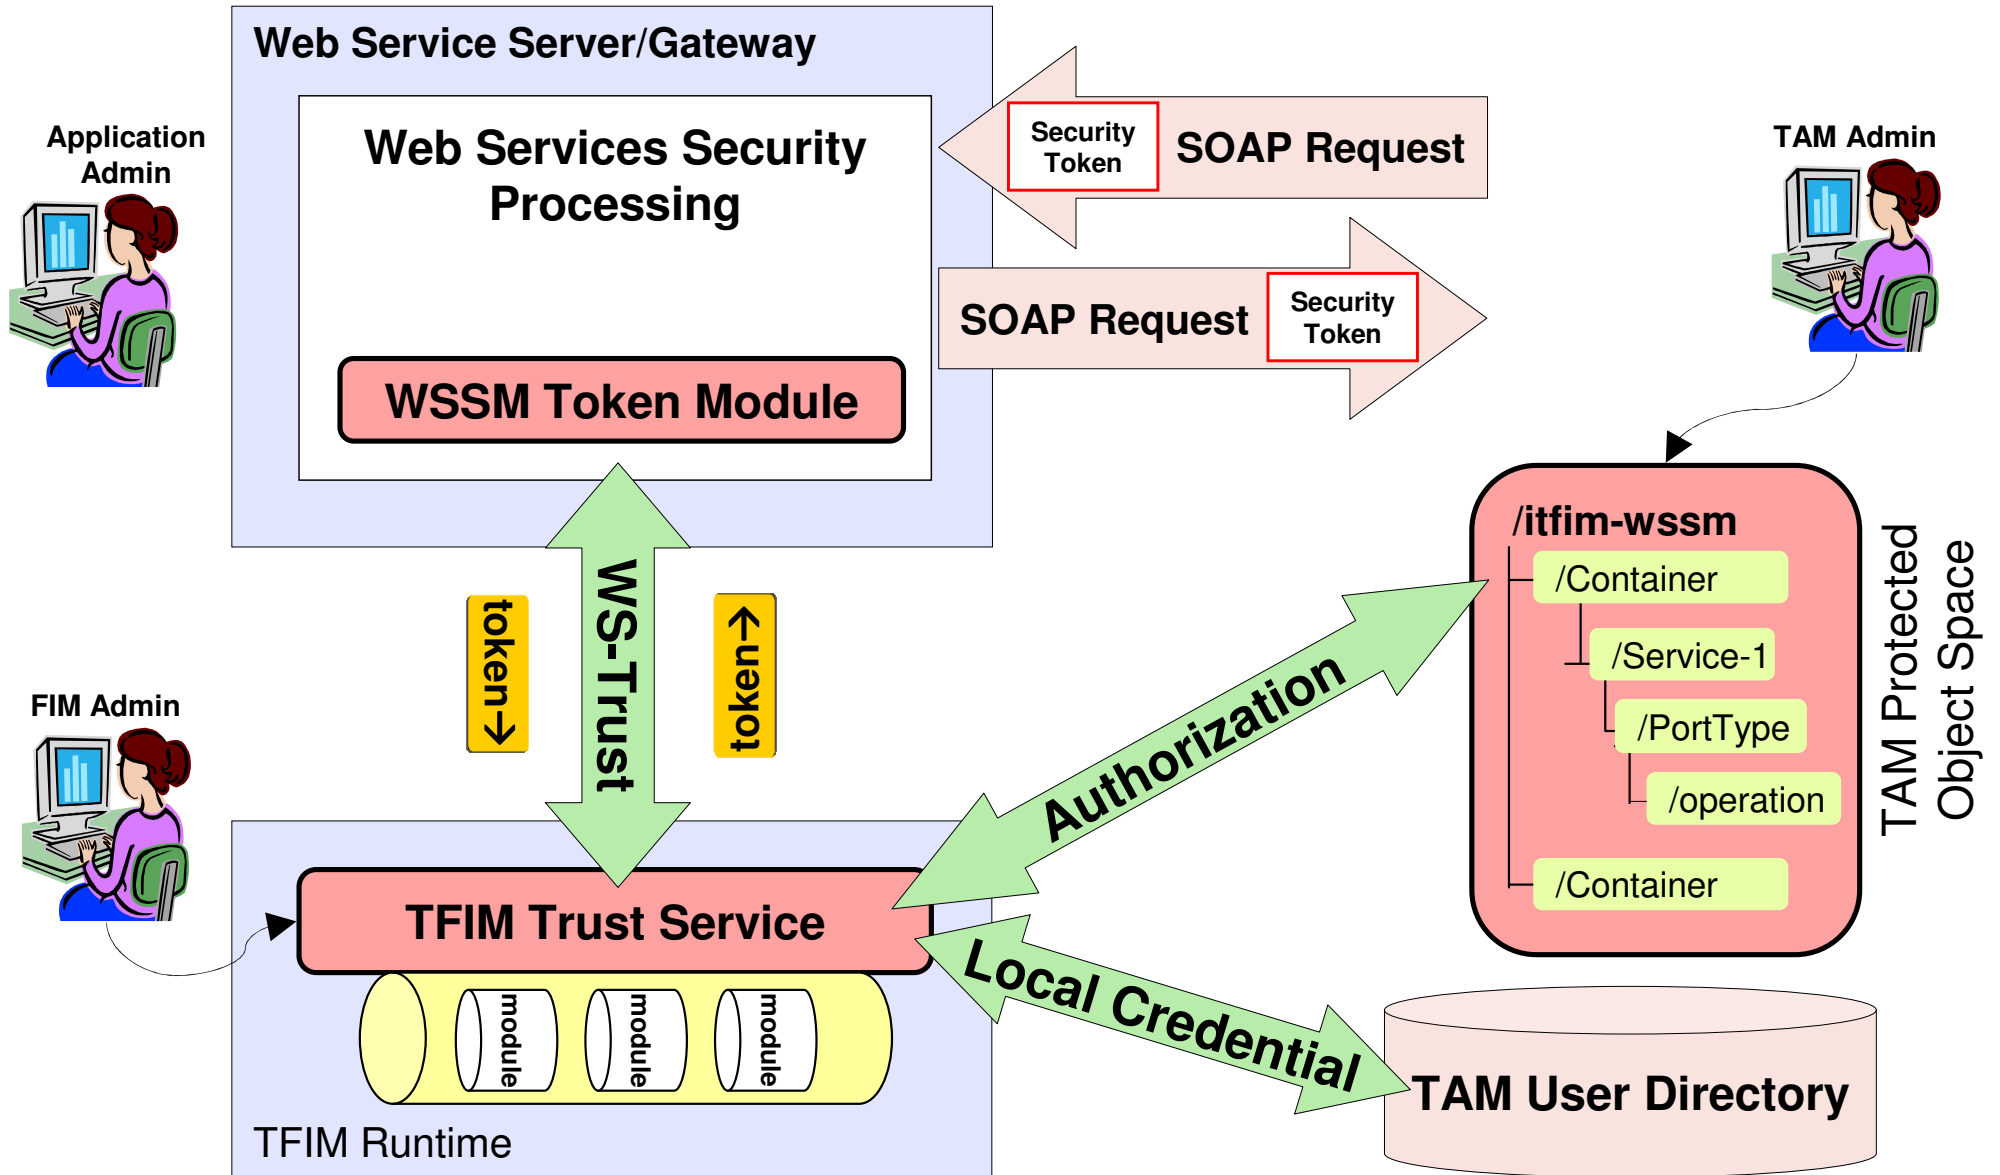 Web Service Server/Gateway
Application
Admin
Web Services Security
Processing
Security
Token
SOAP Request
TAM Admin
SOAP Request
Security
Token
WSSM Token Module
/itfim-wssm
/Container
/Service-1
/PortType
/operation
/Container
TAM Protected
Object Space
token→
WS-Trust
token→
FIM Admin
Authorization
TFIM Trust Service
Local Credential
module
module
module
TAM User Directory
TFIM Runtime